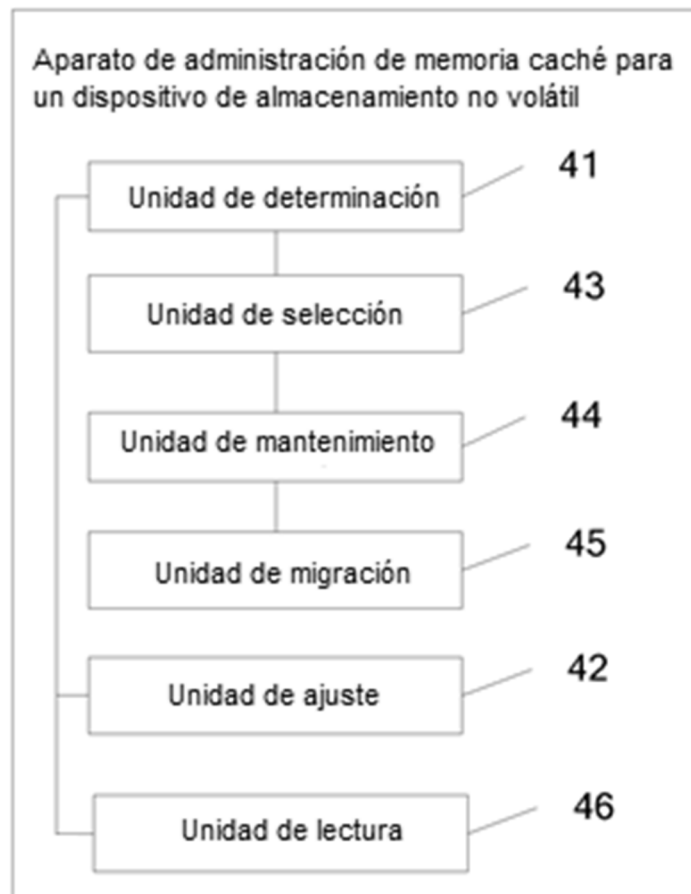 Aparato de administración de memoria caché para
un dispositivo de almacenamiento no volátil
Unidad de determinación
41
Unidad de selección
43
Unidad de mantenimiento
44
Unidad de migración
45
Unidad de ajuste
42
Unidad de lectura
46